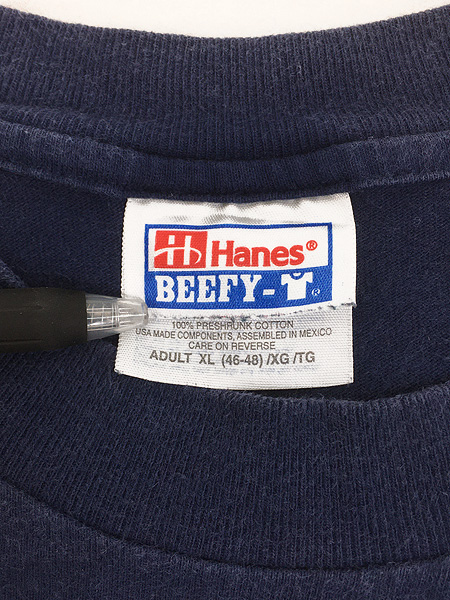 Hanes®
BEEFY-T®
100% PRESHRUNK COTTON
USA MADE COMPONENTS, ASSEMBLED IN MEXICO
CARE ON REVERSE
ADULT XL (46-48) /XG /TG